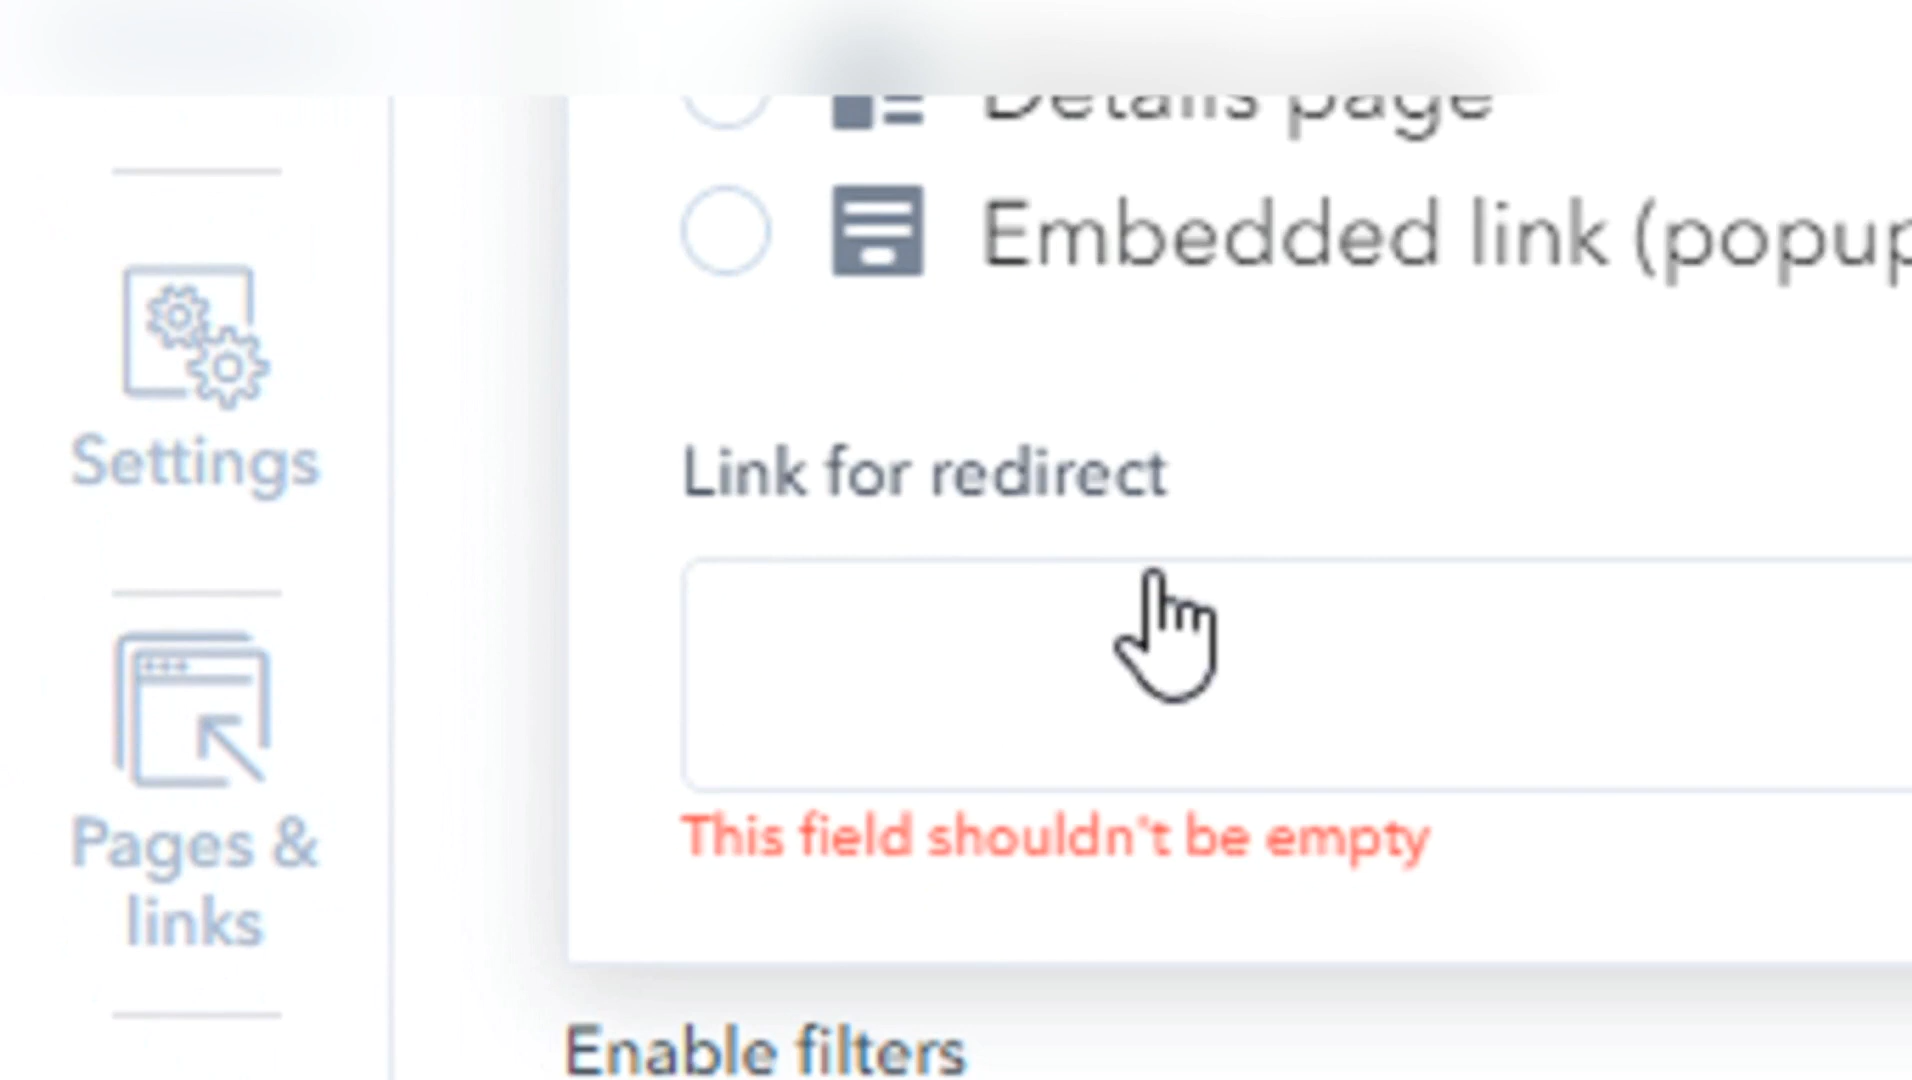 Details page
Embedded link (popup
Settings
Link for redirect
This field shouldn't be empty
Pages &
links
Enable filters